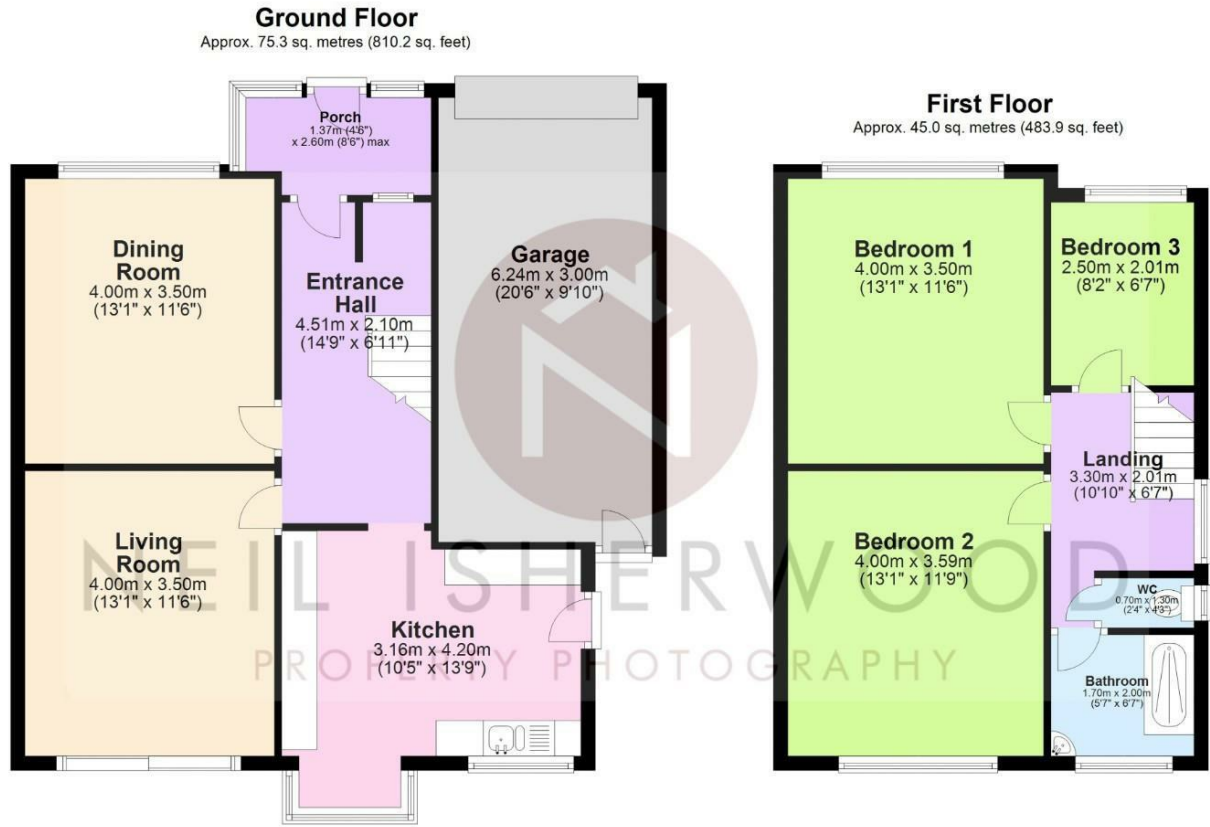 Ground Floor
Approx. 75.3 sq. metres (810.2 sq. feet)
Porch
1.37m (4'6")
x 2.60m (8'6") max
Dining
Room
4.00m x 3.50m
(13'1" x 11'6")
Entrance
Hall
4.51m x 2.10m
(14'9" x 6'11")
Garage
6.24m x 3.00m
(20'6" x 9'10")
Living
Room
4.00m x 3.50m
(13'1" x 11'6")
Kitchen
3.16m x 4.20m
(10'5" x 13'9")
First Floor
Approx. 45.0 sq. metres (483.9 sq. feet)
Bedroom 1
4.00m x 3.50m
(13'1" x 11'6")
Bedroom 3
2.50m x 2.01m
(8'2" x 6'7")
Landing
3.30m x 2.01m
(10'10" x 6'7")
Bedroom 2
4.00m x 3.59m
(13'1" x 11'9")
WC
0.70m x 1.30m
(2'4" x 4'3")
Bathroom
1.70m x 2.00m
(5'7" x 6'7")
N
NEIL ISHERWOOD
PROPERTY PHOTOGRAPHY